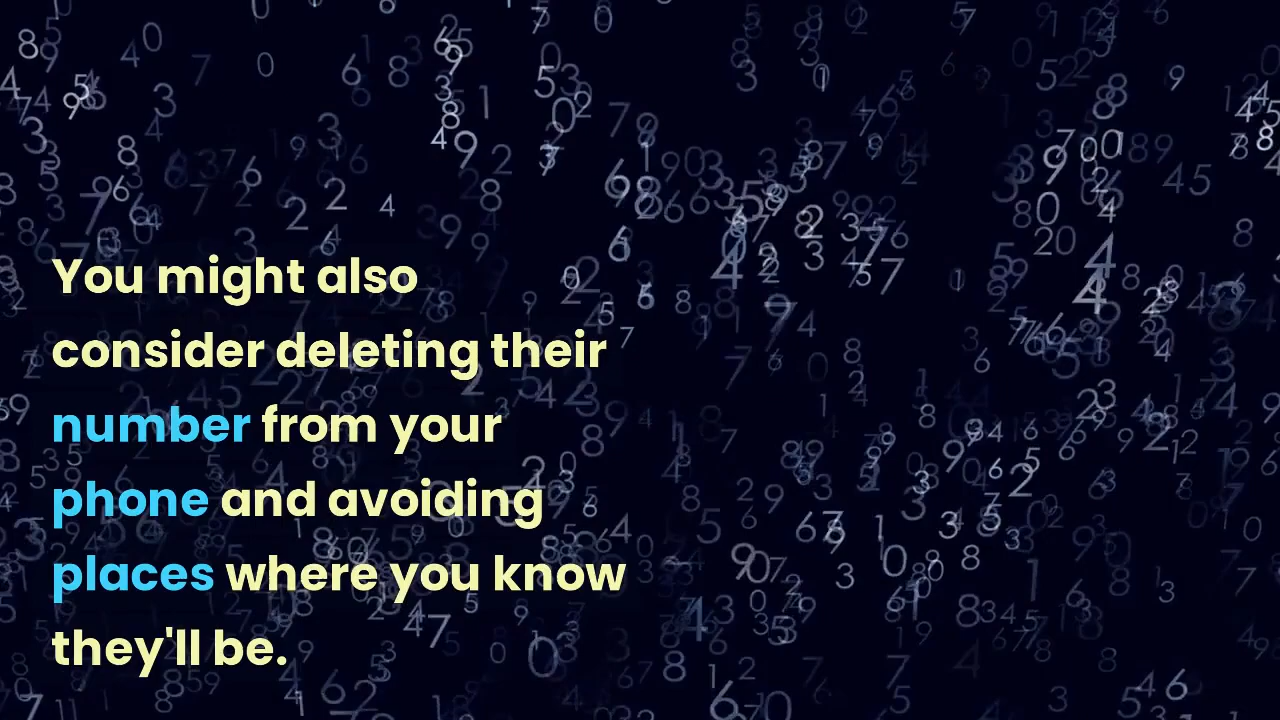 You might also
consider deleting their
number from your
phone and avoiding
places where you know
they'll be.